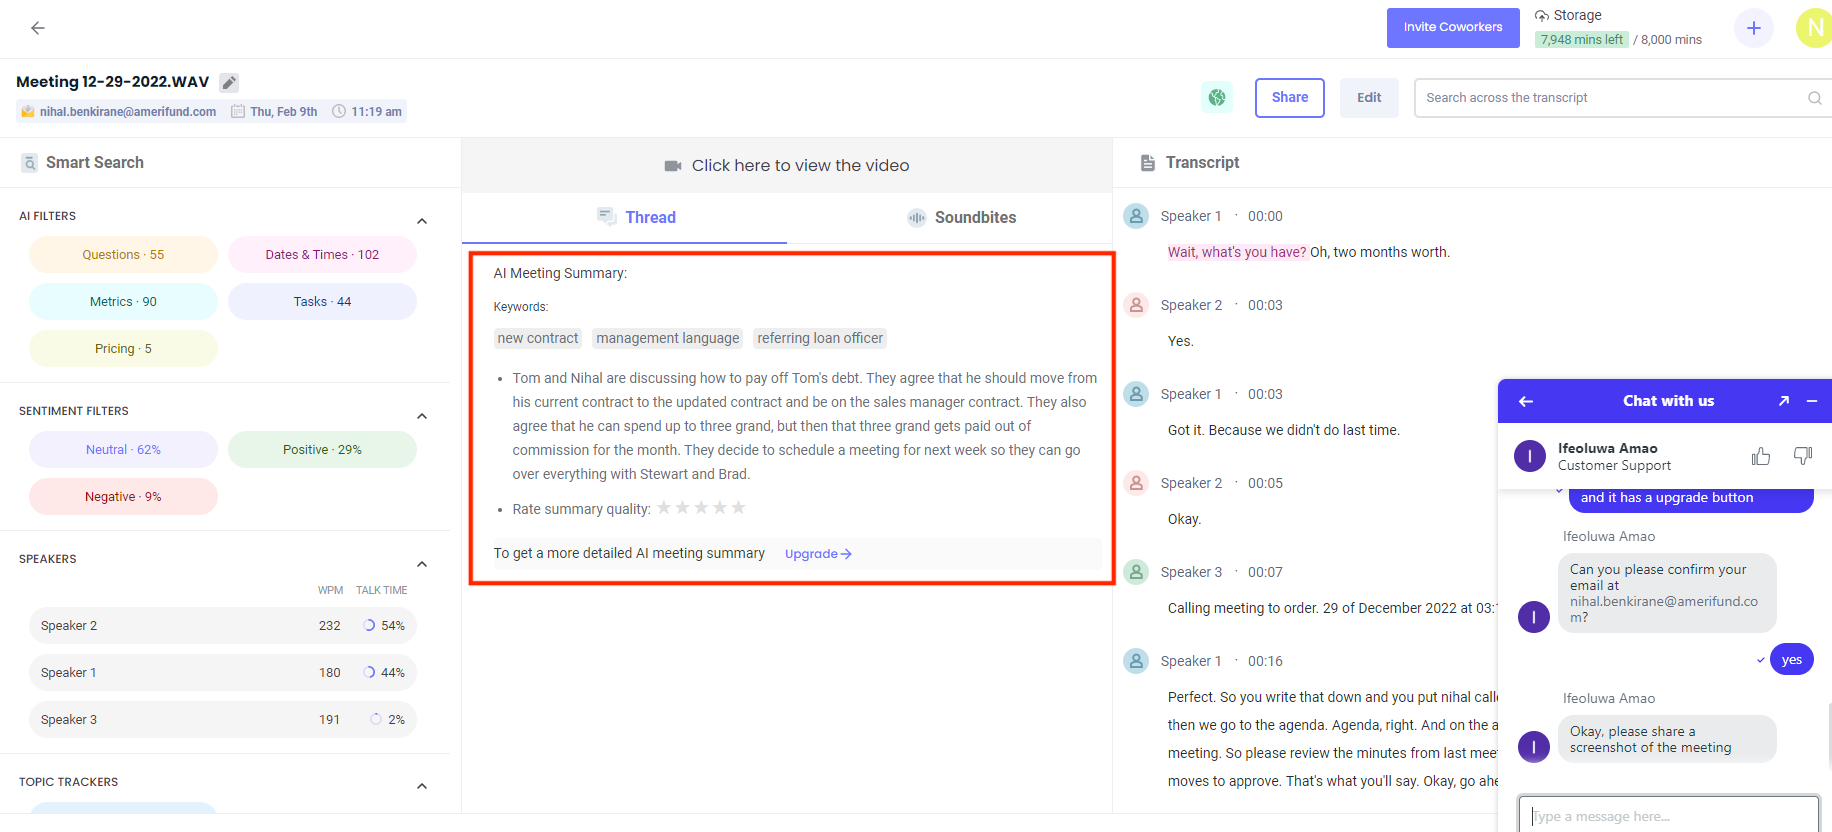 Invite Coworkers
Storage
7,948 mins left / 8,000 mins
N
Meeting 12-29-2022.WAV
nihal.benkirane@amerifund.com Thu, Feb 9th 11:19 am
Share
Edit
Search across the transcript
Smart Search
AI FILTERS
Questions · 55
Dates & Times · 102
Metrics · 90
Tasks · 44
Pricing · 5
SENTIMENT FILTERS
Neutral · 62%
Positive · 29%
Negative · 9%
SPEAKERS
WPM TALK TIME
Speaker 2 232 54%
Speaker 1 180 44%
Speaker 3 191 2%
TOPIC TRACKERS
Click here to view the video
Thread
Soundbites
AI Meeting Summary:
Keywords:
new contract management language referring loan officer
Tom and Nihal are discussing how to pay off Tom's debt. They agree that he should move from
his current contract to the updated contract and be on the sales manager contract. They also
agree that he can spend up to three grand, but then that three grand gets paid out of
commission for the month. They decide to schedule a meeting for next week so they can go
over everything with Stewart and Brad.
Rate summary quality:
To get a more detailed AI meeting summary Upgrade
Transcript
Speaker 1 · 00:00
Wait, what's you have? Oh, two months worth.
Speaker 2 · 00:03
Yes.
Speaker 1 · 00:03
Got it. Because we didn't do last time.
Speaker 2 · 00:05
Okay.
Speaker 3 · 00:07
Calling meeting to order. 29 of December 2022 at 03:
Speaker 1 · 00:16
Perfect. So you write that down and you put nihal
then we go to the agenda. Agenda, right. And on the
meeting. So please review the minutes from last
moves to approve. That's what you'll say. Okay, go
Chat with us
I
Ifeoluwa Amao
Customer Support
and it has a upgrade button
Ifeoluwa Amao
Can you please confirm your
email at
nihal.benkirane@amerifund.co
m?
I
yes
Ifeoluwa Amao
Okay, please share a
screenshot of the meeting
I
Type a message here...